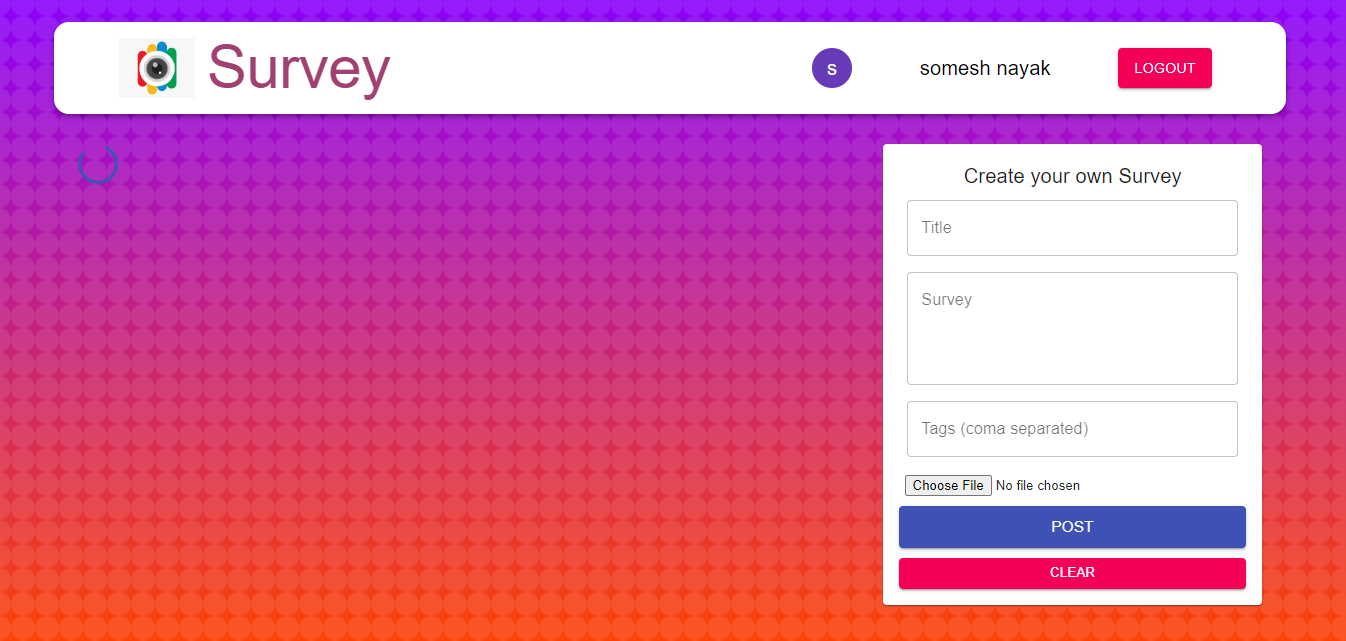 Survey
S
somesh nayak
LOGOUT
Create your own Survey
Title
Survey
Tags (coma separated)
Choose File No file chosen
POST
CLEAR